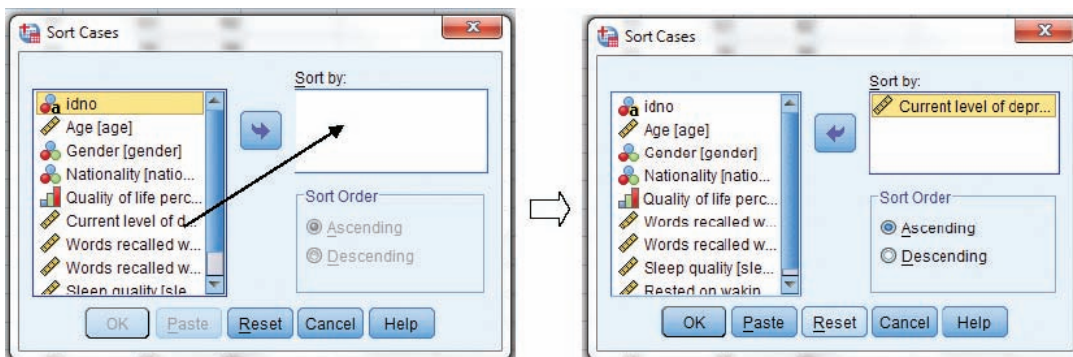 Sort Cases
Sort by:
idno
Age [age]
Gender [gender]
Nationality [natio...
Quality of life perc...
Current level of d...
Words recalled w...
Words recalled w...
Sleep quality [sle
Sort Order
Ascending
Descending
OK Paste Reset Cancel Help
Sort Cases
Sort by:
Current level of depr...
idno
Age [age]
Gender [gender]
Nationality [natio...
Quality of life perc...
Words recalled w...
Words recalled w...
Sleep quality [sle...
Rested on wakin
Sort Order
Ascending
Descending
OK Paste Reset Cancel Help